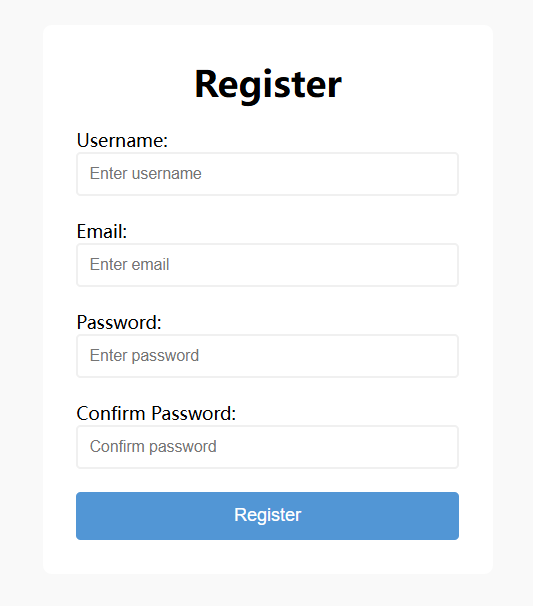 Register
Username:
Enter username
Email:
Enter email
Password:
Enter password
Confirm Password:
Confirm password
Register